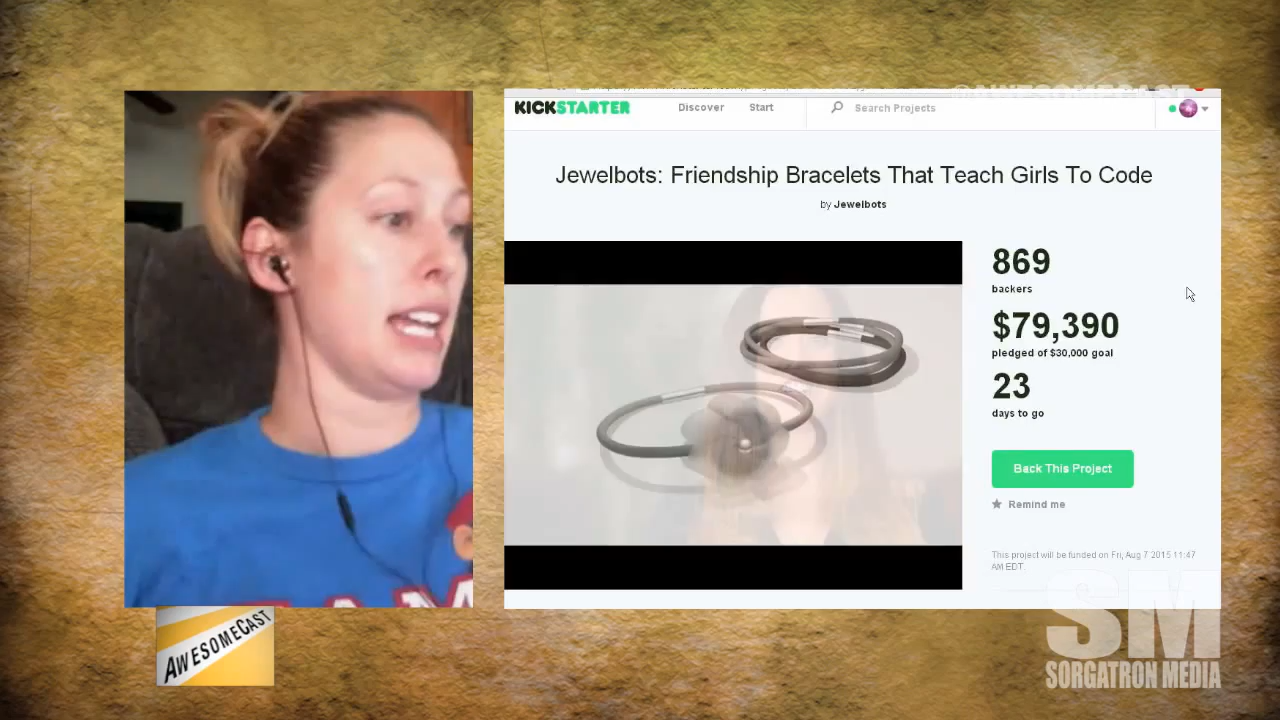 @AWESOMECAST
KICKSTARTER
Discover
Start
Search Projects
Jewelbots: Friendship Bracelets That Teach Girls To Code
by Jewelbots
869
backers
$79,390
pledged of $30,000 goal
23
days to go
Back This Project
Remind me
This project will be funded on Fri, Aug 7 2015 11:47
AM EDT.
AWESOMECAST
SM
SORGATRON MEDIA